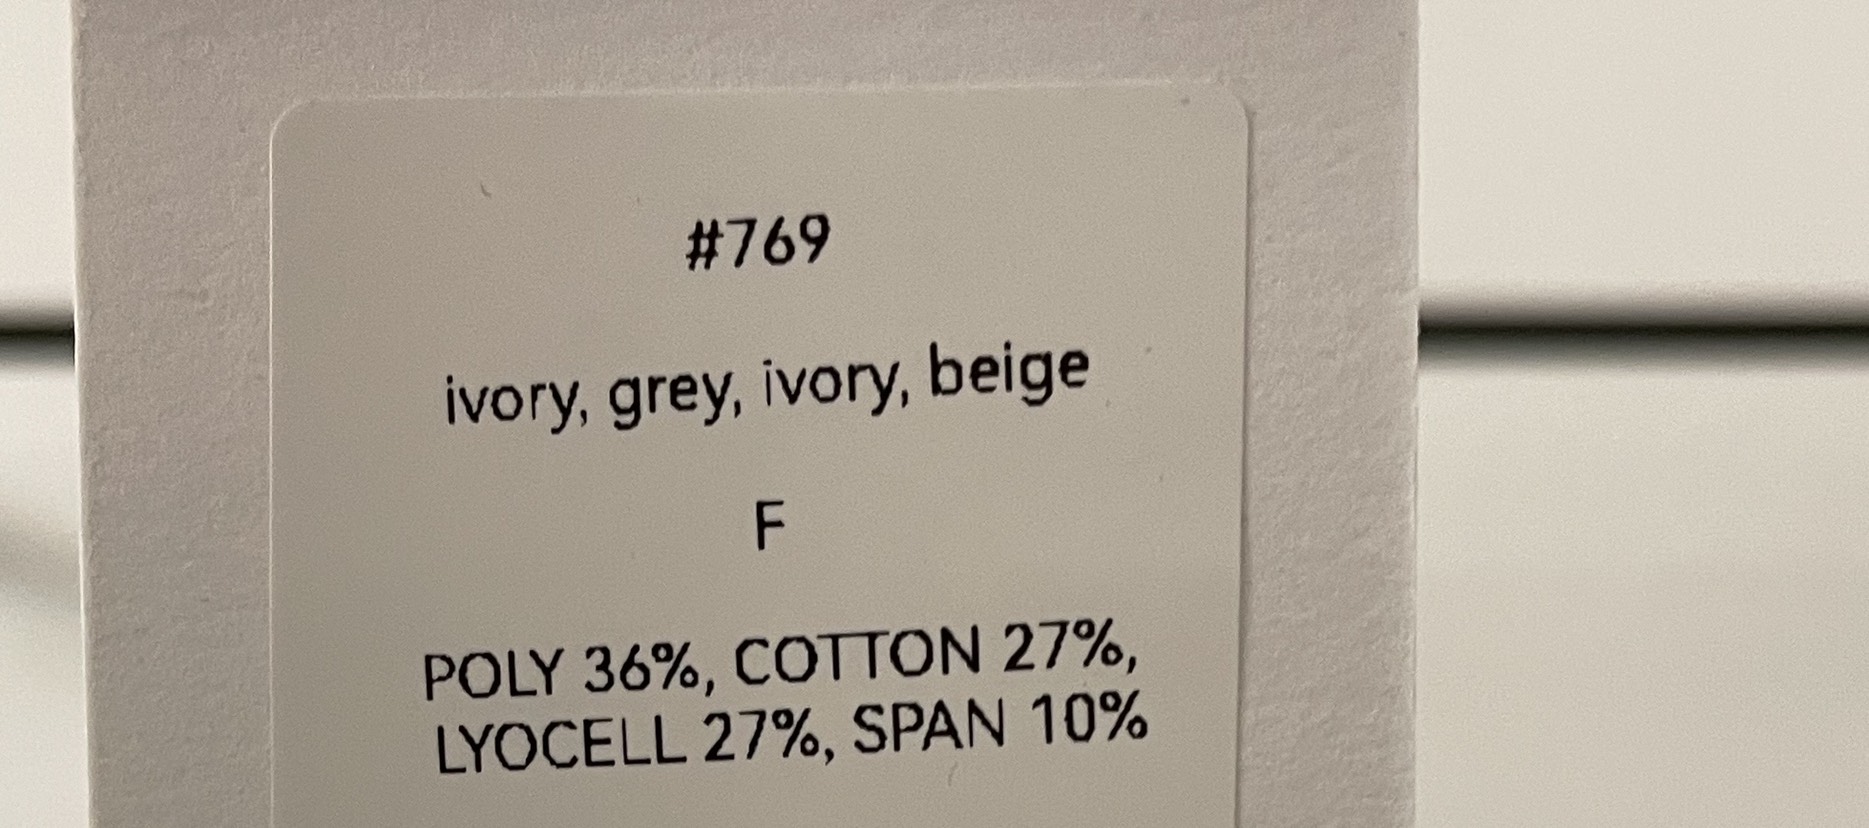 #769
ivory, grey, ivory, beige
F
POLY 36%, COTTON 27%,
LYOCELL 27%, SPAN 10%